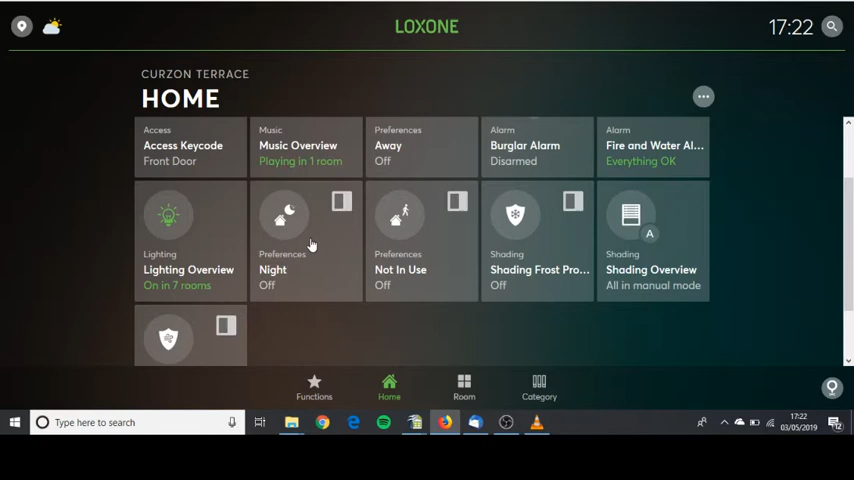 LOXONE
17:22
CURZON TERRACE
HOME
Access
Access Keycode
Front Door
Music
Music Overview
Playing in 1 room
Preferences
Away
Off
Alarm
Burglar Alarm
Disarmed
Alarm
Fire and Water Al...
Everything OK
Lighting
Lighting Overview
On in 7 rooms
Preferences
Night
Off
Preferences
Not In Use
Off
Shading
Shading Frost Pro...
Off
A
Shading
Shading Overview
All in manual mode
Functions
Home
Room
Category
Type here to search
17:22
03/05/2019
12